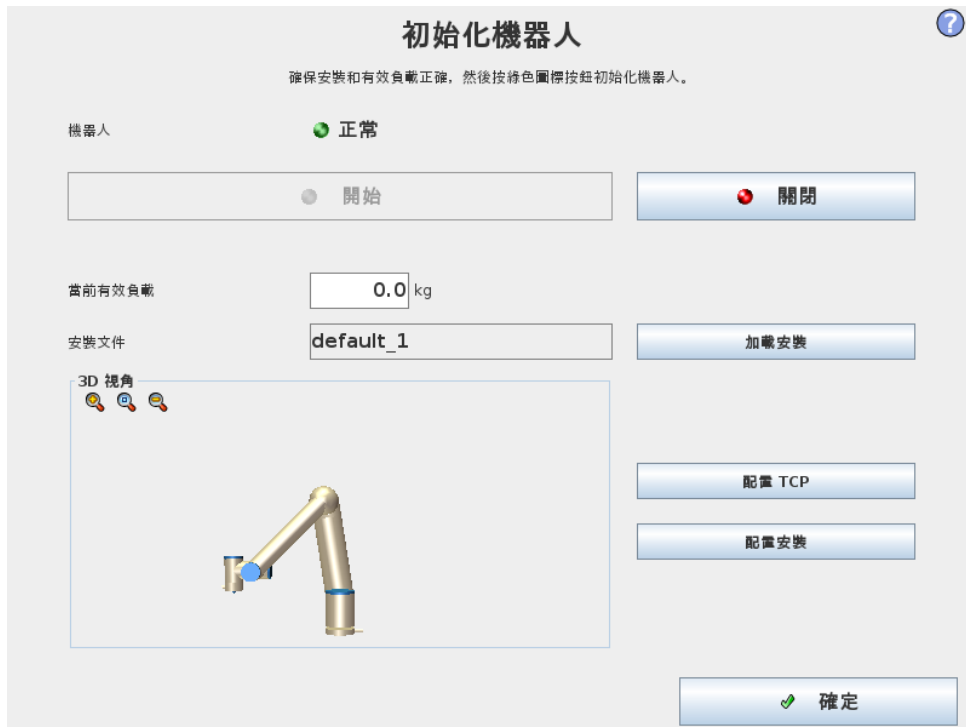 初始化機器人
?
確保安裝和有效負載正確，然後按綠色圖標按鈕初始化機器人。
機器人 正常
開始 關閉
當前有效負載 0.0 kg
安裝文件 default_1 加載安裝
3D 視角
配置 TCP
配置安裝
確定